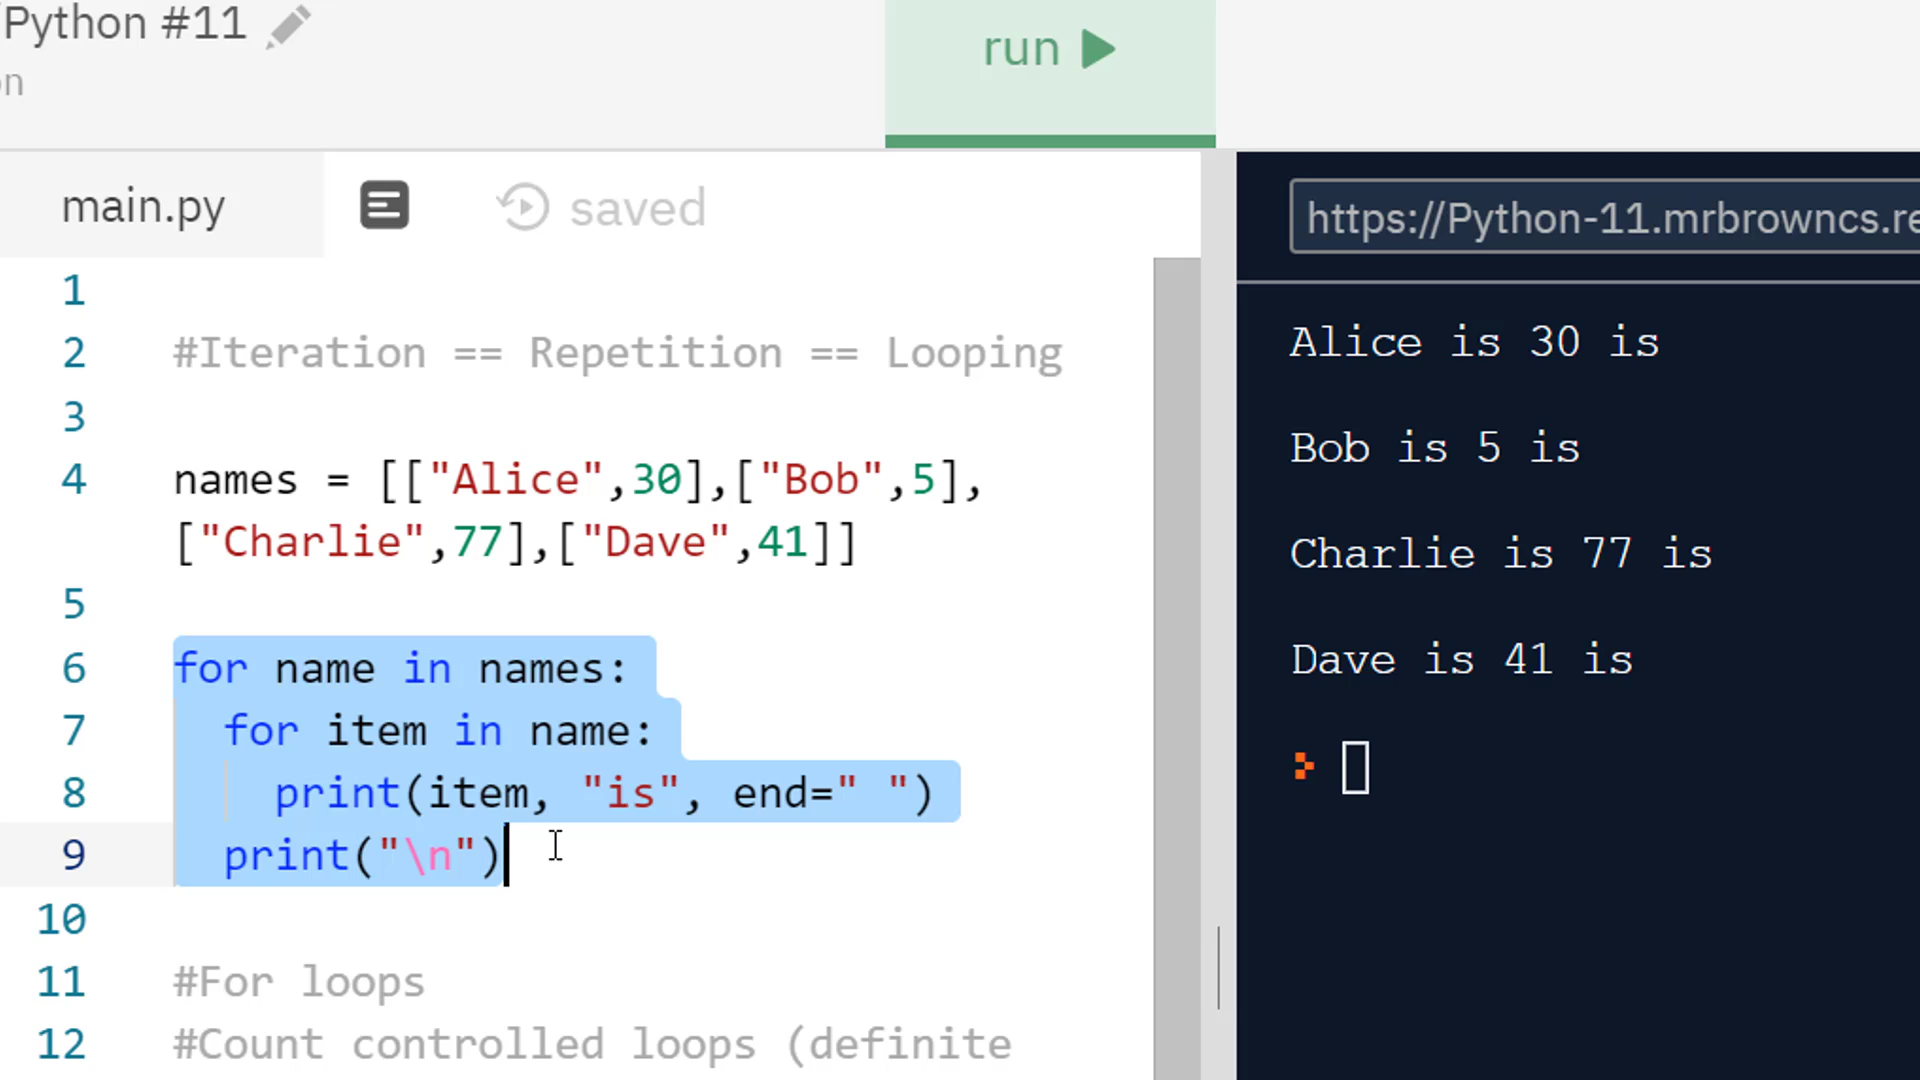 /Python #11
on
run
main.py
saved
https://Python-11.mrbrowncs.re
1
2 #Iteration == Repetition == Looping
3
4 names = [["Alice",30],["Bob",5],
["Charlie",77],["Dave",41]]
5
6 for name in names:
7 for item in name:
8 print(item, "is", end=" ")
9 print("\n")
10
11 #For loops
12 #Count controlled loops (definite
Alice is 30 is
Bob is 5 is
Charlie is 77 is
Dave is 41 is